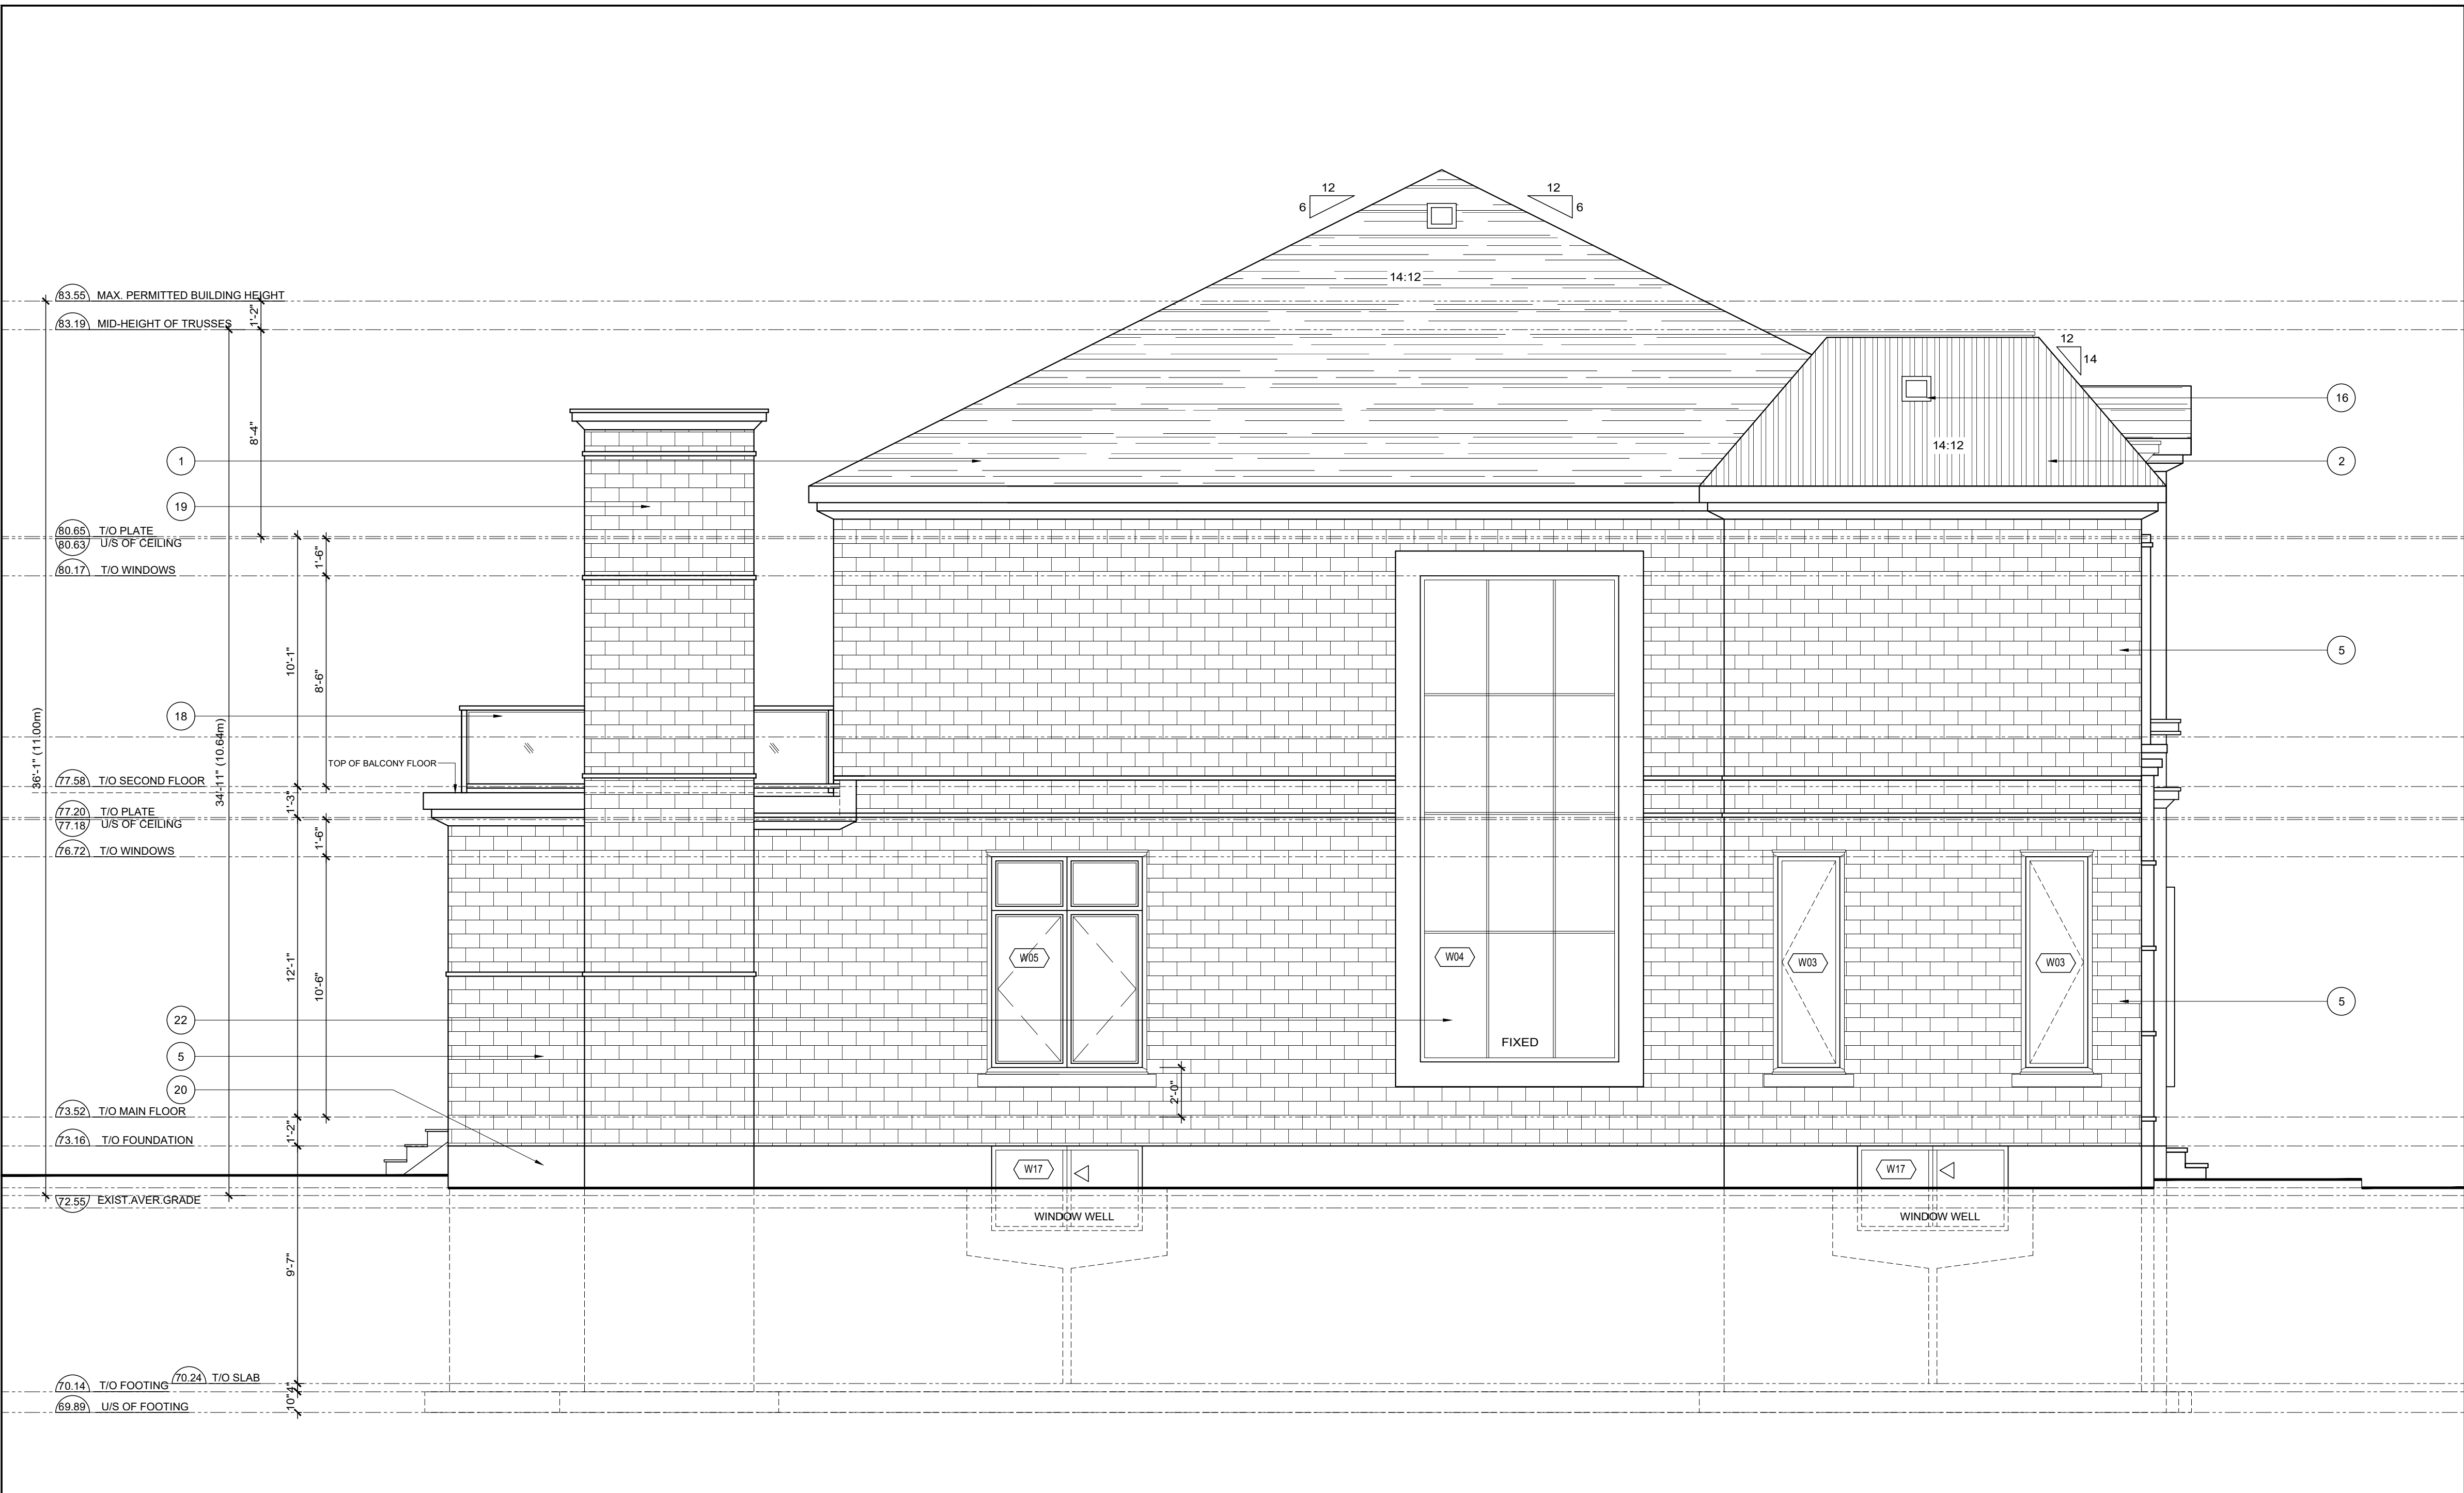 12
6
12
6
14:12
83.55 MAX. PERMITTED BUILDING HEIGHT
1'-2"
83.19 MID-HEIGHT OF TRUSSES
12
14
16
8'-4"
14:12
1
2
19
80.65 T/O PLATE
80.63 U/S OF CEILING
1'-6"
80.17 T/O WINDOWS
10'-1"
8'-6"
5
18
36'-1" (11.00m)
34'-11" (10.64m)
TOP OF BALCONY FLOOR
77.58 T/O SECOND FLOOR
1'-3"
77.20 T/O PLATE
77.18 U/S OF CEILING
1'-6"
76.72 T/O WINDOWS
12'-1"
10'-6"
W05
W04
W03
W03
5
22
FIXED
5
20
2'-0"
73.52 T/O MAIN FLOOR
1'-2"
73.16 T/O FOUNDATION
W17
W17
72.55 EXIST.AVER.GRADE
WINDOW WELL
WINDOW WELL
9'-7"
70.24 T/O SLAB
70.14 T/O FOOTING
4"
10"
69.89 U/S OF FOOTING